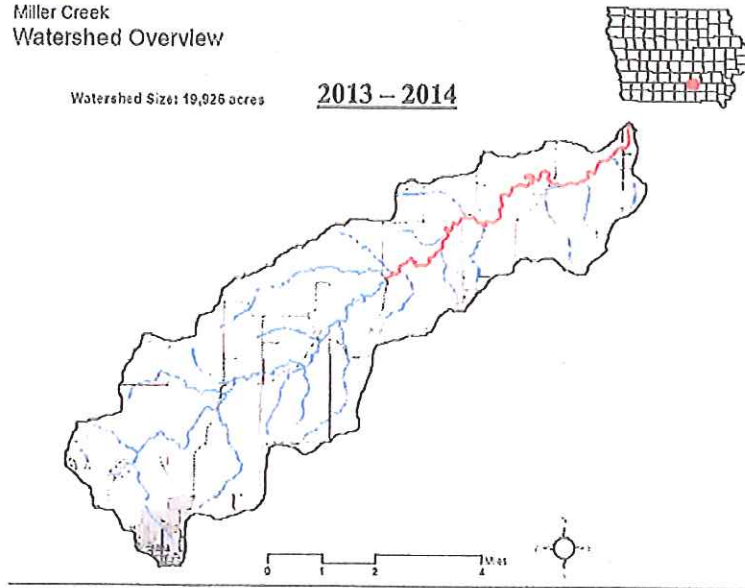 Miller Creek
Watershed Overview
Watershed Size: 19,926 acres
2013 – 2014
0 1 2 4 Miles